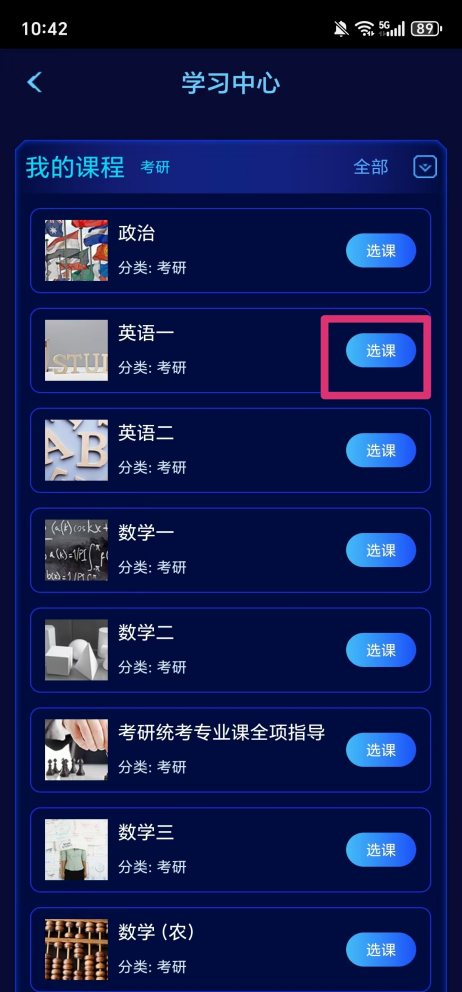 10:42
5G
89
学习中心
我的课程 考研 全部
政治
分类: 考研
选课
英语一
分类: 考研
选课
STU
英语二
分类: 考研
选课
AB
数学一
分类: 考研
选课
数学二
分类: 考研
选课
考研统考专业课全项指导
分类: 考研
选课
数学三
分类: 考研
选课
数学 (农)
分类: 考研
选课